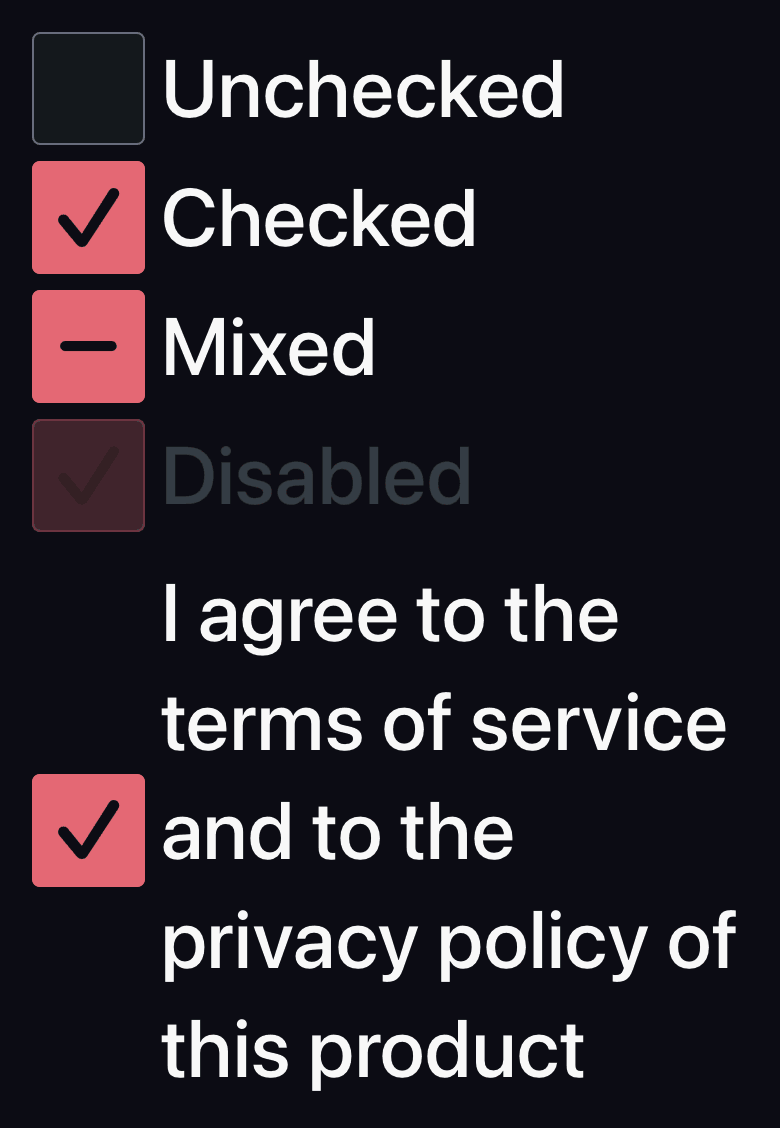 Unchecked
Checked
Mixed
Disabled
I agree to the
terms of service
and to the
privacy policy of
this product